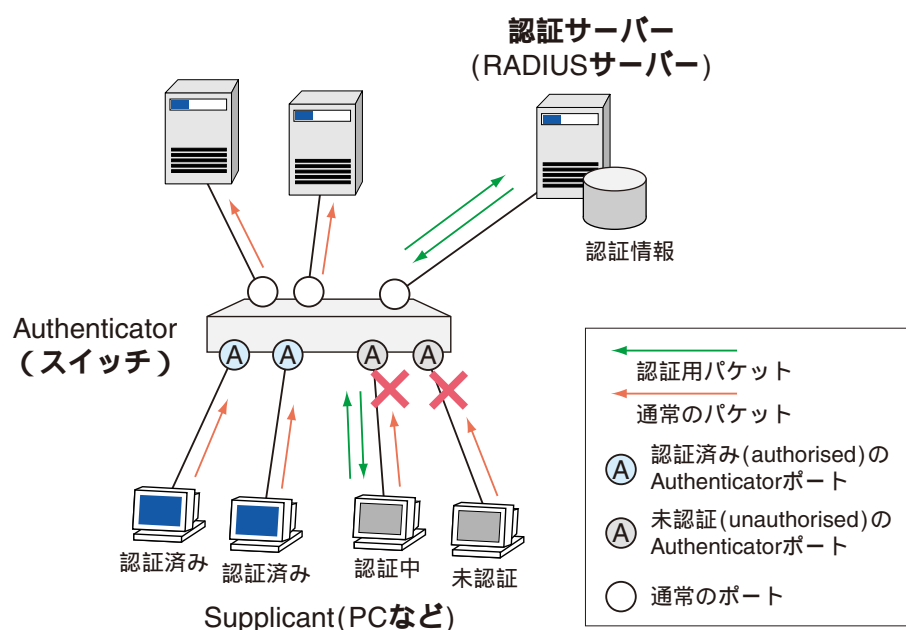 認証サーバー
(RADIUSサーバー)
認証情報
Authenticator
(スイッチ)
A
A
A
A
認証済み
認証済み
認証中
未認証
Supplicant(PCなど)
認証用パケット
通常のパケット
A
認証済み(authorised)の
Authenticatorポート
A
未認証(unauthorised)の
Authenticatorポート
通常のポート